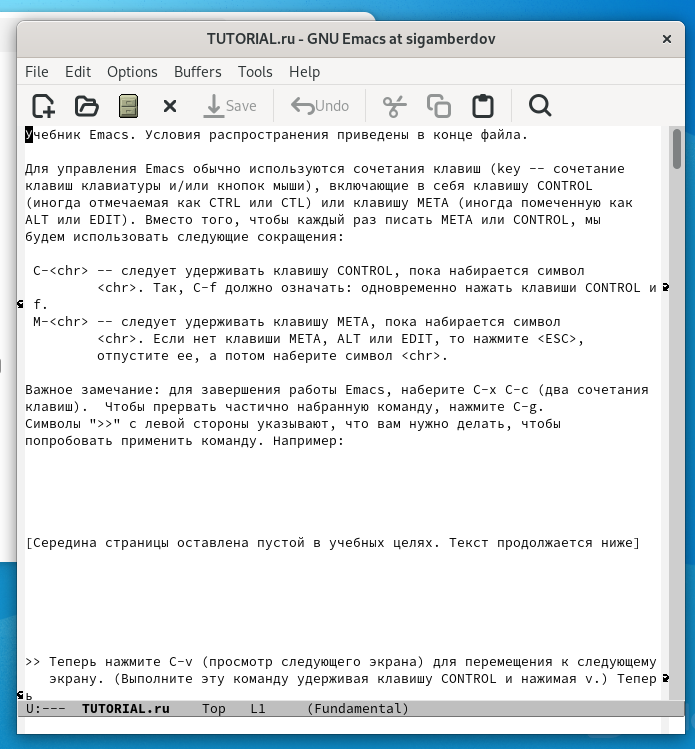 TUTORIAL.ru - GNU Emacs at sigamberdov
File Edit Options Buffers Tools Help
Save Undo
Учебник Emacs. Условия распространения приведены в конце файла.
Для управления Emacs обычно используются сочетания клавиш (key -- сочетание
клавиш клавиатуры и/или кнопок мыши), включающие в себя клавишу CONTROL
(иногда отмечаемая как CTRL или CTL) или клавишу META (иногда помеченную как
ALT или EDIT). Вместо того, чтобы каждый раз писать META или CONTROL, мы
будем использовать следующие сокращения:
C-<chr> -- следует удерживать клавишу CONTROL, пока набирается символ
<chr>. Так, C-f должно означать: одновременно нажать клавиши CONTROL и
f.
M-<chr> -- следует удерживать клавишу META, пока набирается символ
<chr>. Если нет клавиши META, ALT или EDIT, то нажмите <ESC>,
отпустите ее, а потом наберите символ <chr>.
Важное замечание: для завершения работы Emacs, наберите C-x C-c (два сочетания
клавиш).  Чтобы прервать частично набранную команду, нажмите C-g.
Символы ">>" с левой стороны указывают, что вам нужно делать, чтобы
попробовать применить команду. Например:
[Середина страницы оставлена пустой в учебных целях. Текст продолжается ниже]
>> Теперь нажмите C-v (просмотр следующего экрана) для перемещения к следующему
экрану. (Выполните эту команду удерживая клавишу CONTROL и нажимая v.) Тепер
ь
U:--- TUTORIAL.ru Top L1 (Fundamental)